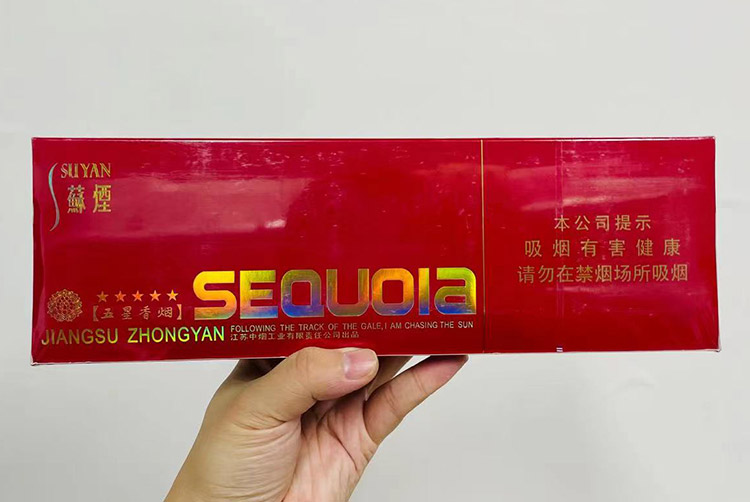 SUYAN
蘇煙
★★★★★
【五星香烟】
SEQUOIA
JIANGSU ZHONGYAN
FOLLOWING THE TRACK OF THE GALE, I AM CHASING THE SUN
江苏中烟工业有限责任公司出品
本公司提示
吸烟有害健康
请勿在禁烟场所吸烟